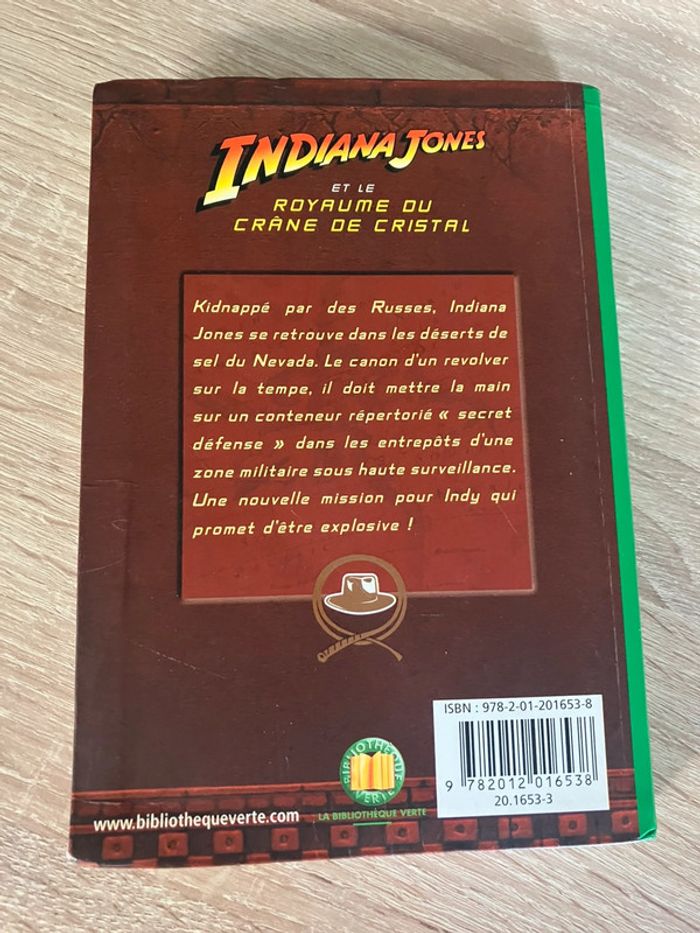 INDIANA JONES
ET LE
ROYAUME DU
CRÂNE DE CRISTAL
Kidnappé par des Russes, Indiana
Jones se retrouve dans les déserts de
sel du Nevada. Le canon d'un revolver
sur la tempe, il doit mettre la main
sur un conteneur répertorié « secret
défense » dans les entrepôts d'une
zone militaire sous haute surveillance.
Une nouvelle mission pour Indy qui
promet d'être explosive !
ISBN : 978-2-01-201653-8
9 782012 016538
20.1653-3
BIBLIOTHÈQUE
VERTE
LA BIBLIOTHÈQUE VERTE
www.bibliothequeverte.com